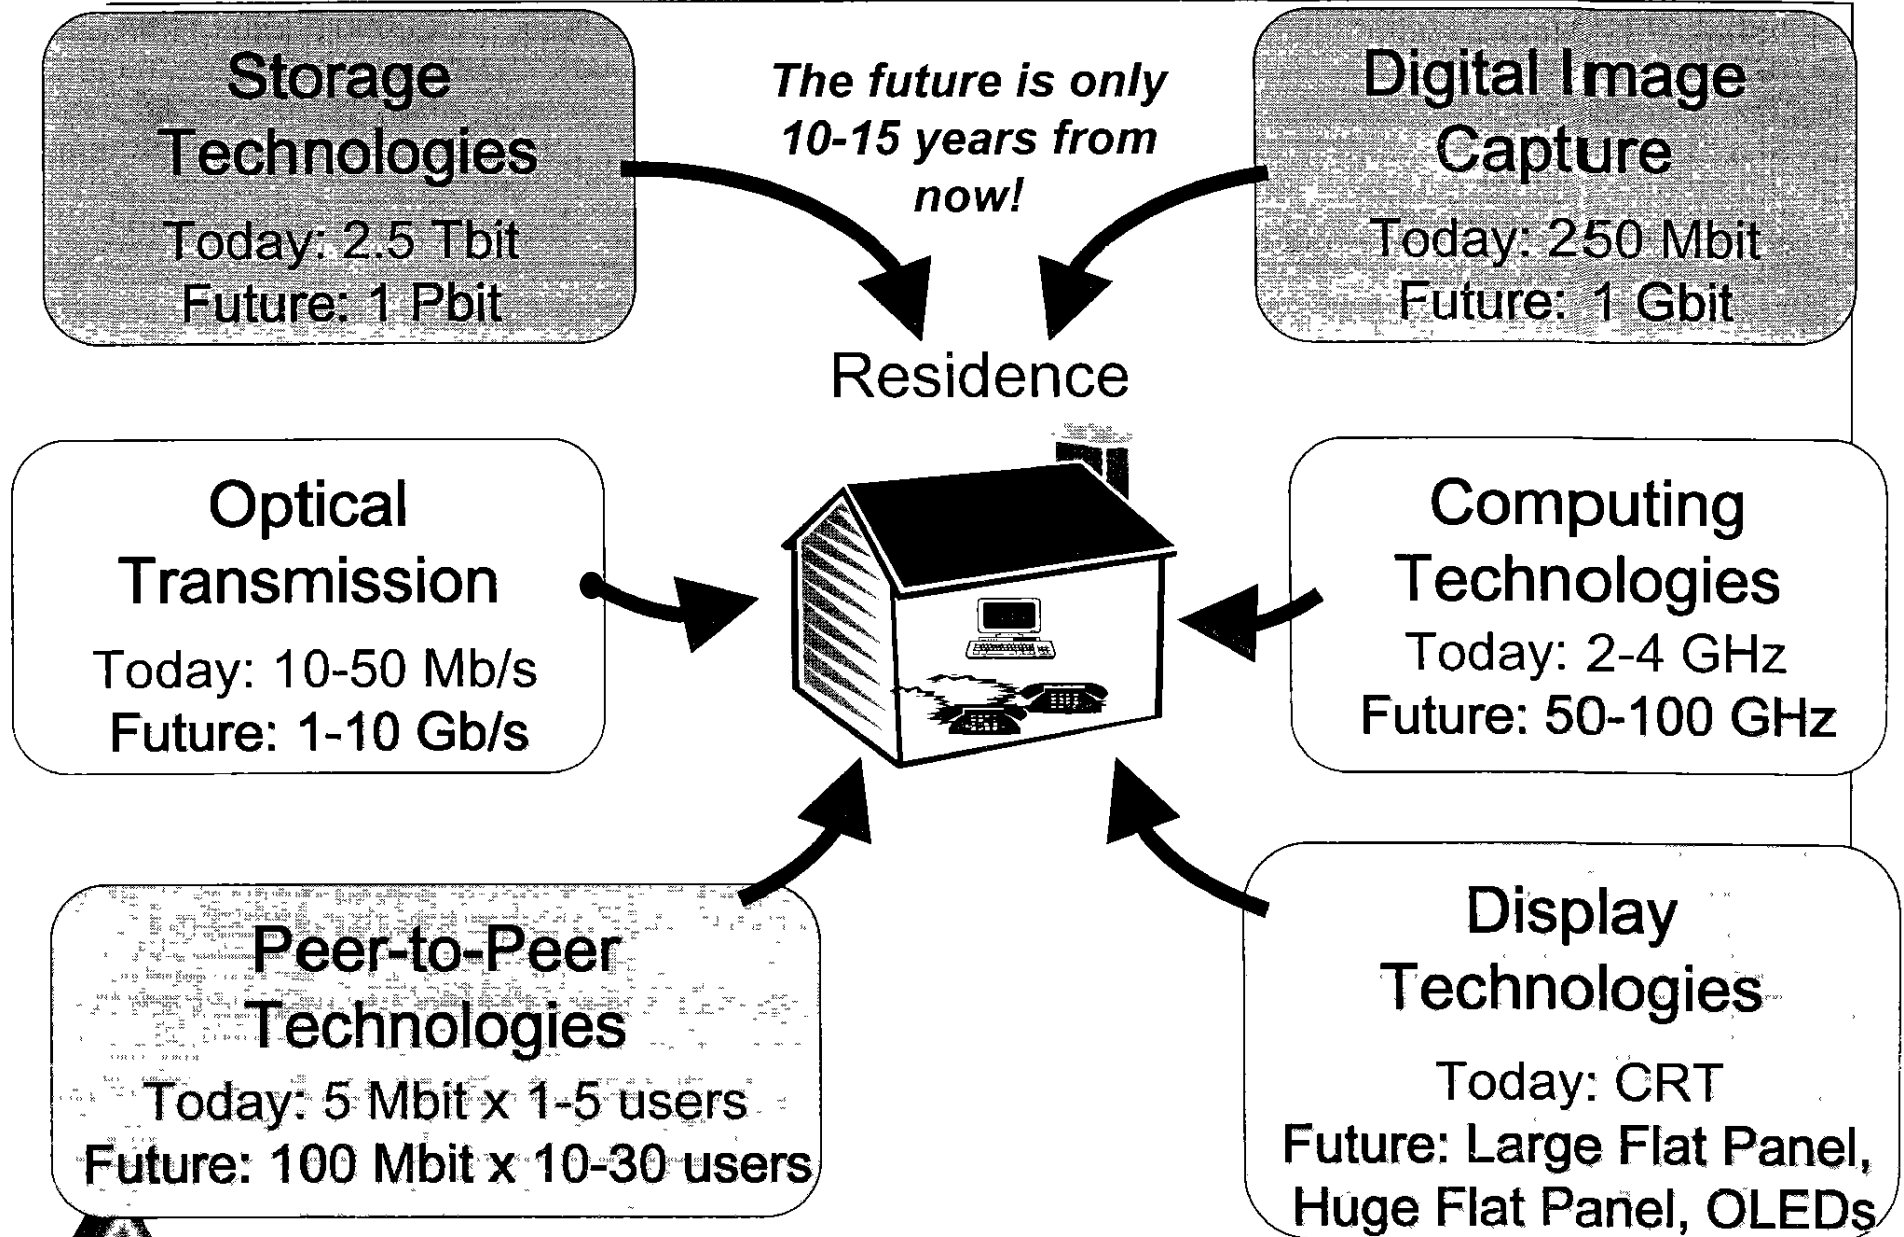 Storage
Technologies
Today: 2.5 Tbit
Future: 1 Pbit
The future is only
10-15 years from
now!
Digital Image
Capture
Today: 250 Mbit
Future: 1 Gbit
Residence
Optical
Transmission
Today: 10-50 Mb/s
Future: 1-10 Gb/s
Computing
Technologies
Today: 2-4 GHz
Future: 50-100 GHz
Peer-to-Peer
Technologies
Today: 5 Mbit x 1-5 users
Future: 100 Mbit x 10-30 users
Display
Technologies
Today: CRT
Future: Large Flat Panel,
Huge Flat Panel, OLEDs